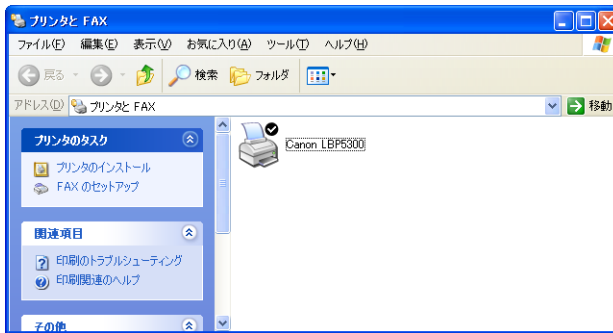 プリンタと FAX
ファイル(F) 編集(E) 表示(V) お気に入り(A) ツール(T) ヘルプ(H)
戻る 検索 フォルダ
アドレス(D) プリンタと FAX 移動
プリンタのタスク
プリンタのインストール
FAX のセットアップ
Canon LBP5300
関連項目
印刷のトラブルシューティング
印刷関連のヘルプ
その他